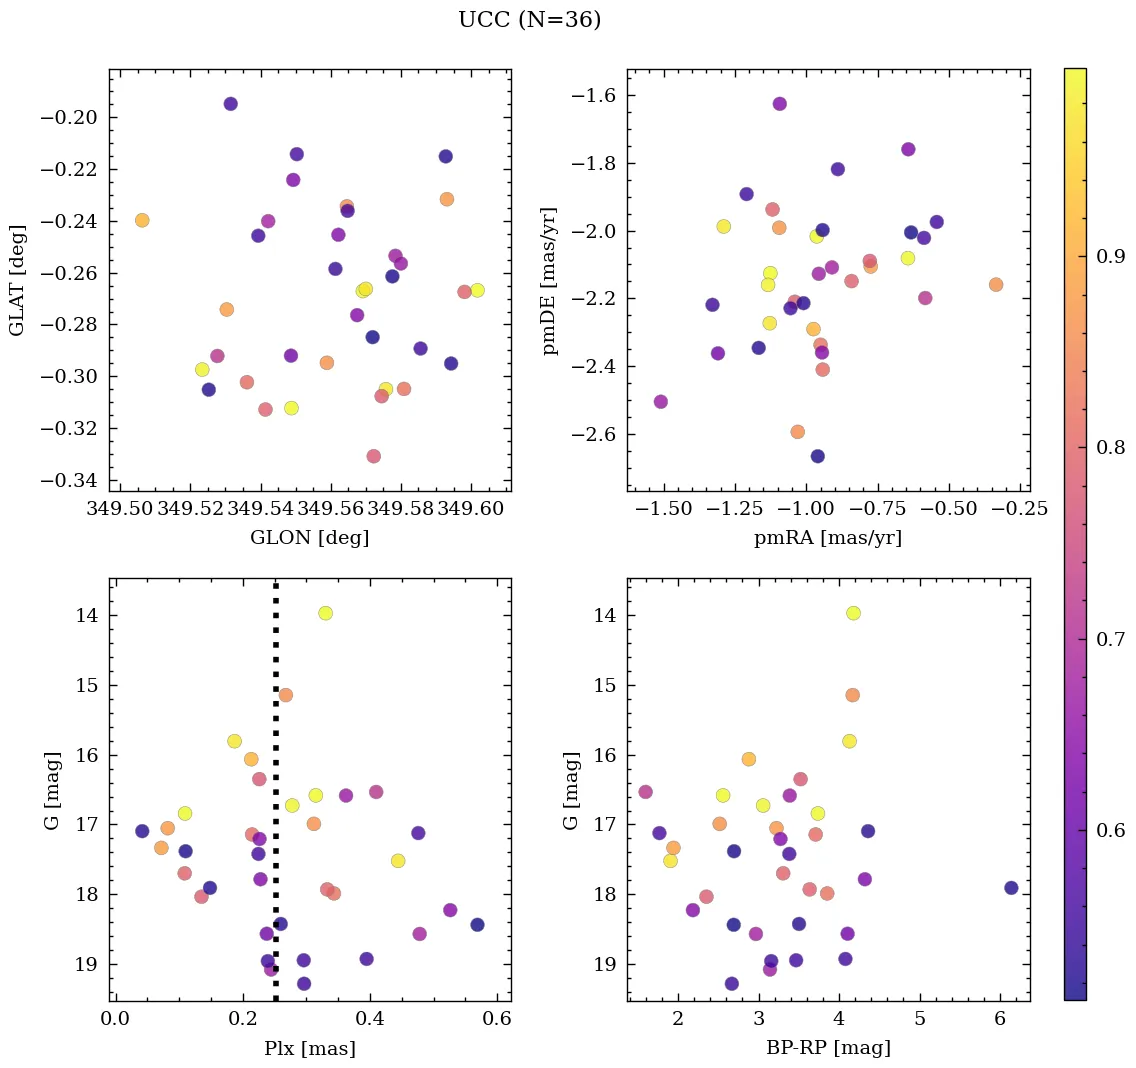 UCC (N=36)
−0.20
−0.22
−0.24
−0.26
−0.28
−0.30
−0.32
−0.34
GLAT [deg]
349.50 349.52 349.54 349.56 349.58 349.60
GLON [deg]
−1.6
−1.8
−2.0
−2.2
−2.4
−2.6
pmDE [mas/yr]
−1.50 −1.25 −1.00 −0.75 −0.50 −0.25
pmRA [mas/yr]
14
15
16
17
18
19
G [mag]
0.0 0.2 0.4 0.6
Plx [mas]
14
15
16
17
18
19
G [mag]
2 3 4 5 6
BP-RP [mag]
0.9
0.8
0.7
0.6